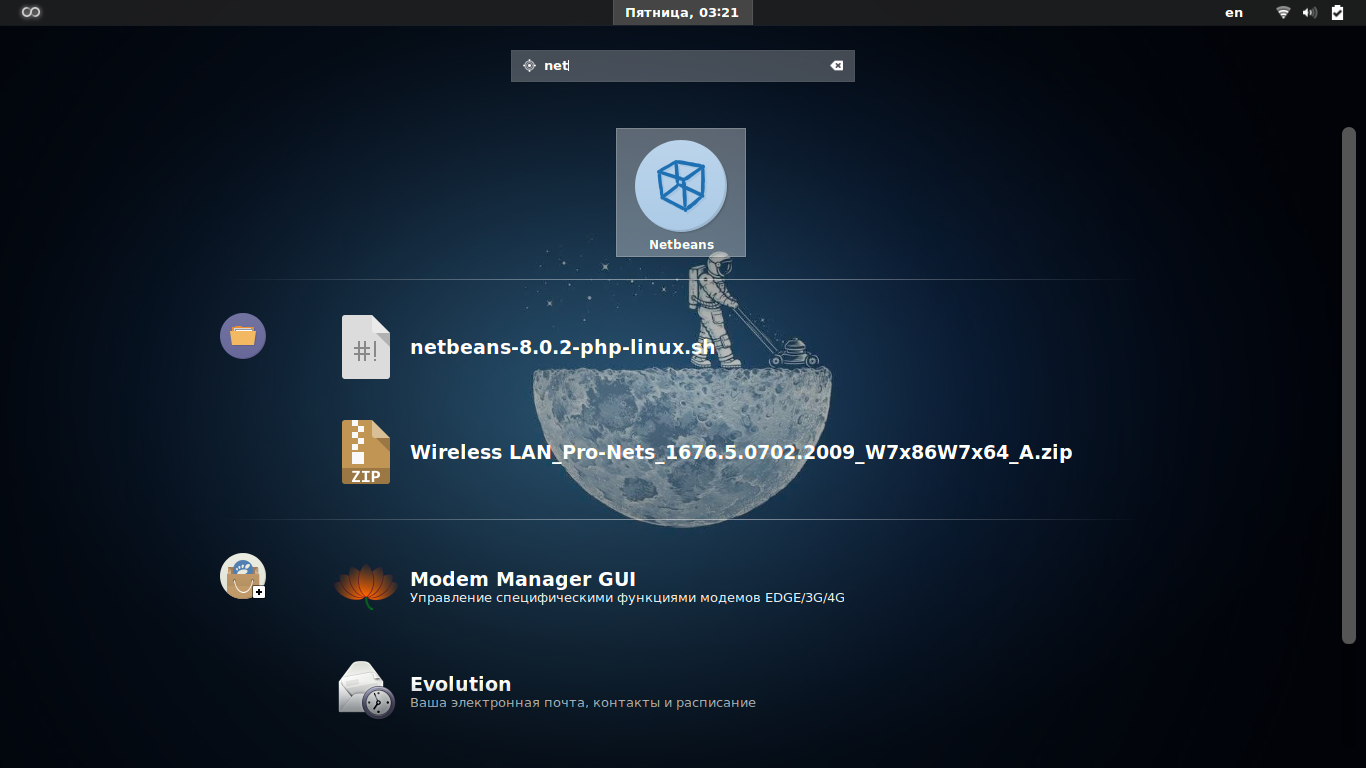 Пятница, 03:21
en
net
Netbeans
#!
netbeans-8.0.2-php-linux.sh
ZIP
Wireless LAN_Pro-Nets_1676.5.0702.2009_W7x86W7x64_A.zip
Modem Manager GUI
Управление специфическими функциями модемов EDGE/3G/4G
Evolution
Ваша электронная почта, контакты и расписание